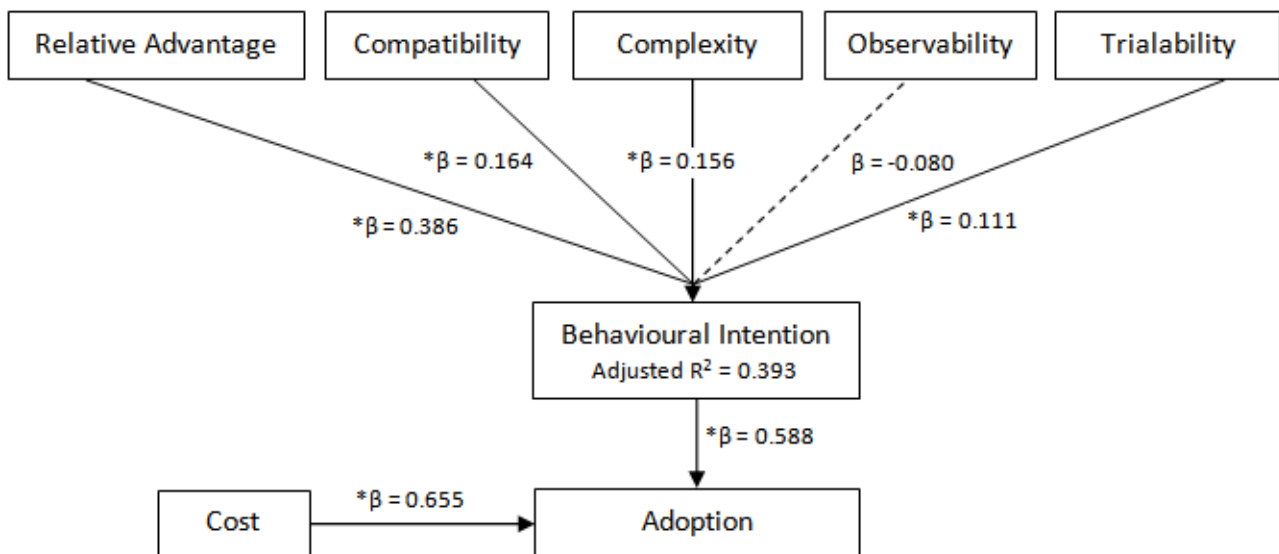 Relative Advantage
Compatibility
Complexity
Observability
Trialability
*β = 0.164
*β = 0.156
β = -0.080
*β = 0.386
*β = 0.111
Behavioural Intention
Adjusted R² = 0.393
*β = 0.588
*β = 0.655
Cost
Adoption